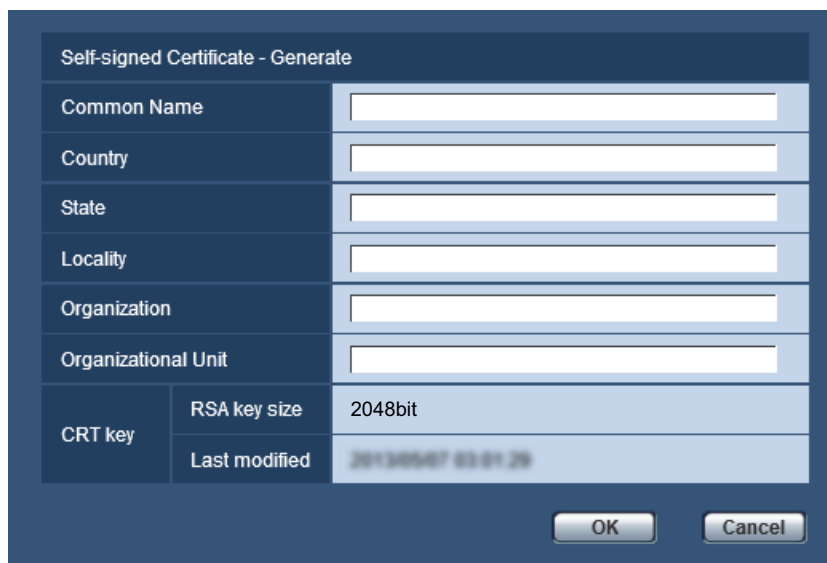 Self-signed Certificate - Generate
Common Name
Country
State
Locality
Organization
Organizational Unit
CRT key
RSA key size
2048bit
Last modified
OK
Cancel